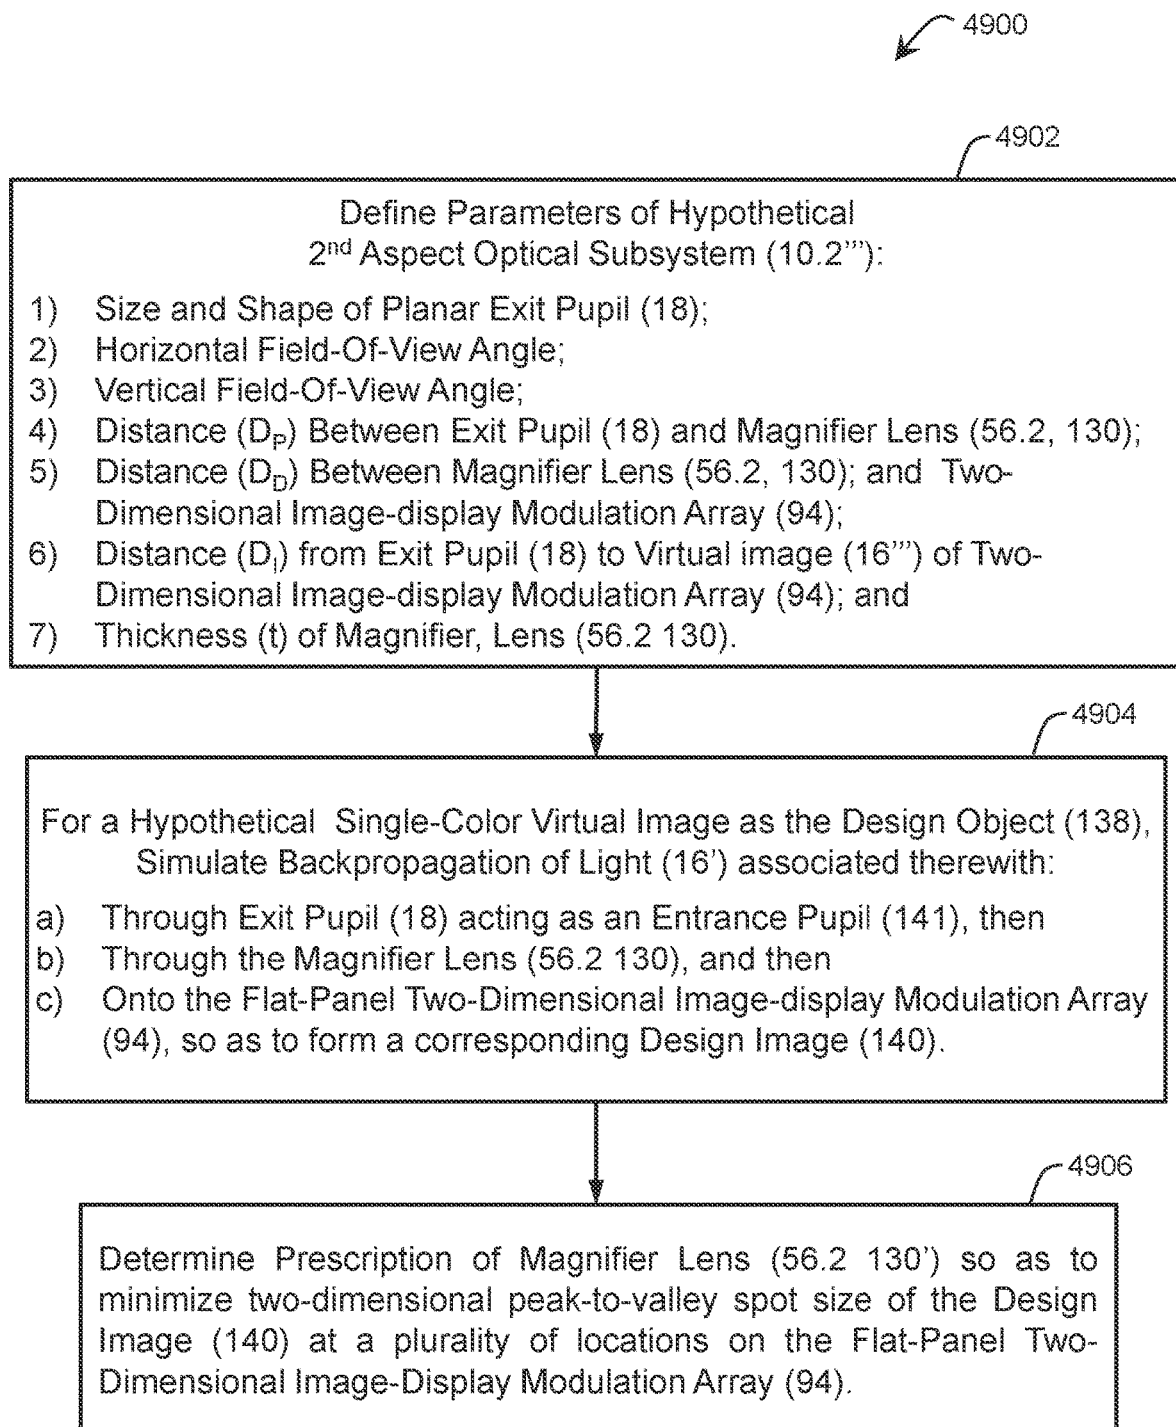 4900
4902
Define Parameters of Hypothetical
2nd Aspect Optical Subsystem (10.2'''):
1) Size and Shape of Planar Exit Pupil (18);
2) Horizontal Field-Of-View Angle;
3) Vertical Field-Of-View Angle;
4) Distance (DP) Between Exit Pupil (18) and Magnifier Lens (56.2, 130);
5) Distance (DD) Between Magnifier Lens (56.2, 130); and Two-
Dimensional Image-display Modulation Array (94);
6) Distance (DI) from Exit Pupil (18) to Virtual image (16''') of Two-
Dimensional Image-display Modulation Array (94); and
7) Thickness (t) of Magnifier, Lens (56.2 130).
4904
For a Hypothetical Single-Color Virtual Image as the Design Object (138),
Simulate Backpropagation of Light (16') associated therewith:
a) Through Exit Pupil (18) acting as an Entrance Pupil (141), then
b) Through the Magnifier Lens (56.2 130), and then
c) Onto the Flat-Panel Two-Dimensional Image-display Modulation Array
(94), so as to form a corresponding Design Image (140).
4906
Determine Prescription of Magnifier Lens (56.2 130') so as to
minimize two-dimensional peak-to-valley spot size of the Design
Image (140) at a plurality of locations on the Flat-Panel Two-
Dimensional Image-Display Modulation Array (94).